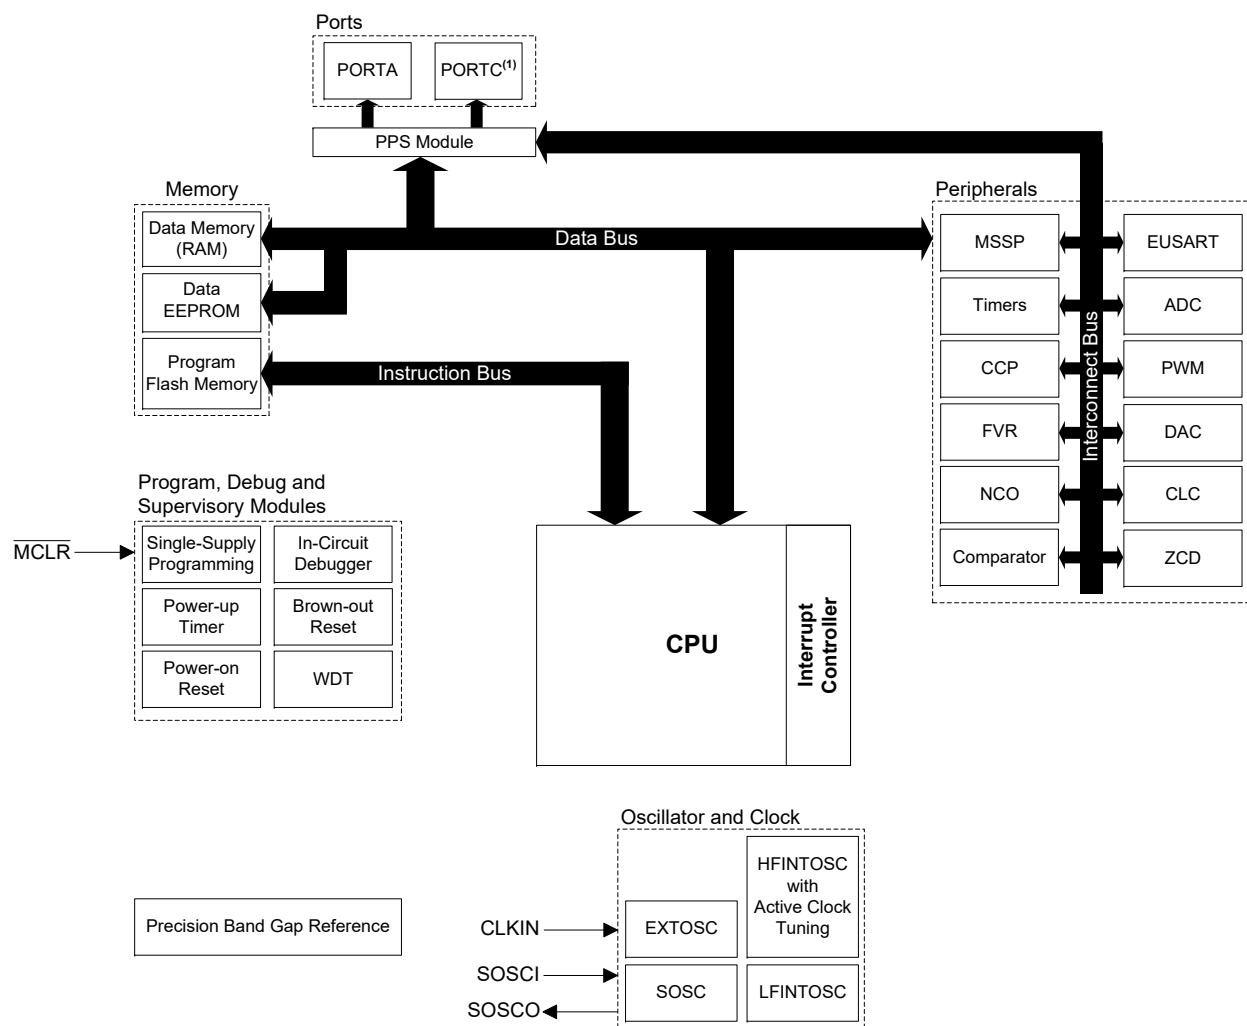 Ports
PORTA
PORTC(1)
PPS Module
Memory
Data Memory
(RAM)
Data
EEPROM
Program
Flash Memory
Data Bus
Instruction Bus
Peripherals
MSSP
EUSART
Timers
ADC
CCP
PWM
FVR
DAC
NCO
CLC
Comparator
ZCD
Interconnect Bus
Program, Debug and
Supervisory Modules
MCLR
Single-Supply
Programming
In-Circuit
Debugger
Power-up
Timer
Brown-out
Reset
Power-on
Reset
WDT
CPU
Interrupt
Controller
Oscillator and Clock
HFINTOSC
with
Active Clock
Tuning
EXTOSC
SOSC
LFINTOSC
CLKIN
SOSCI
SOSCO
Precision Band Gap Reference